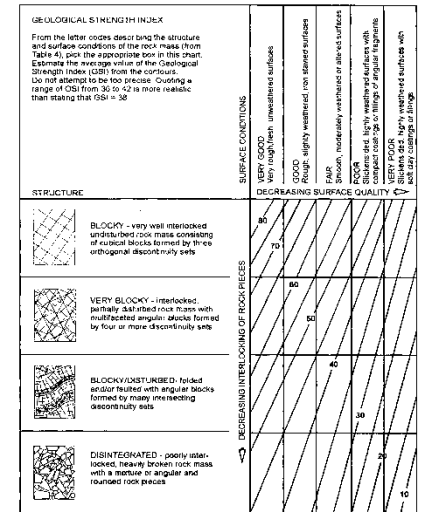 GEOLOGICAL STRENGTH INDEX
From the letter codes describing the structure
and surface conditions of the rock mass (from
Table 4), pick the appropriate box in this chart.
Estimate the average value of the Geological
Strength Index (GSI) from the contours.
Do not attempt to be too precise. Quoting a
range of GSI from 36 to 42 is more realistic
than stating that GSI = 38
STRUCTURE
SURFACE CONDITIONS
VERY GOOD
Very rough, fresh unweathered surfaces
GOOD
Rough, slightly weathered, iron stained surfaces
FAIR
Smooth, moderately weathered or altered surfaces
POOR
Slickensided, highly weathered surfaces with
compact coatings or fillings of angular fragments
VERY POOR
Slickensided, highly weathered surfaces with
soft clay coatings or fillings
DECREASING SURFACE QUALITY
BLOCKY - very well interlocked
undisturbed rock mass consisting
of cubical blocks formed by three
orthogonal discontinuity sets
VERY BLOCKY - interlocked,
partially disturbed rock mass with
multifaceted angular blocks formed
by four or more discontinuity sets
BLOCKY/DISTURBED- folded
and/or faulted with angular blocks
formed by many intersecting
discontinuity sets
DISINTEGRATED - poorly inter-
locked, heavily broken rock mass
with a mixture or angular and
rounded rock pieces
DECREASING INTERLOCKING OF ROCK PIECES
80
70
60
50
40
30
20
10